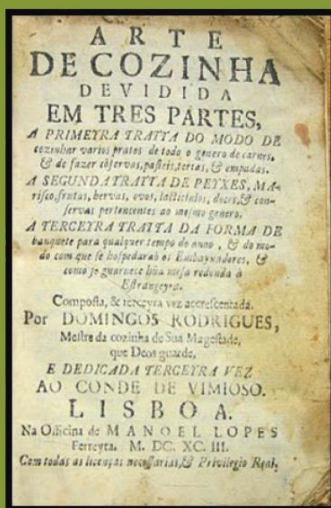 ARTE
DE COZINHA
DEVIDIDA
EM TRES PARTES,
A PRIMEYRA TRATTA DO MODO DE
cozinhar varios pratos de todo o genero de carnes,
& de fazer cõservas, pasteis, tortas, & empadas.
A SEGUNDA TRATTA DE PEYXES, MA-
risco, frutas, hervas, ovos, lacticinios, doces, & con-
servas pertencentes ao mesmo genero.
A TERCEYRA TRATTA DA FORMA DE
banquete para qualquer tempo do anno, & do mo-
do com que se hospedaraõ os Embayxadores, &
como se guarnece hũa mesa redonda à
Estrangeyra.
Composta, & terceyra vez accrescentada.
Por DOMINGOS RODRIGUES,
Mestre da cozinha de Sua Magestade,
que Deos guarde,
E DEDICADA TERCEYRA VEZ
AO CONDE DE VIMIOSO.
LISBOA.
Na Officina de MANOEL LOPES
Ferreyra. M. DC. XC. III.
Com todas as licenças necessarias, & Privilegio Real.